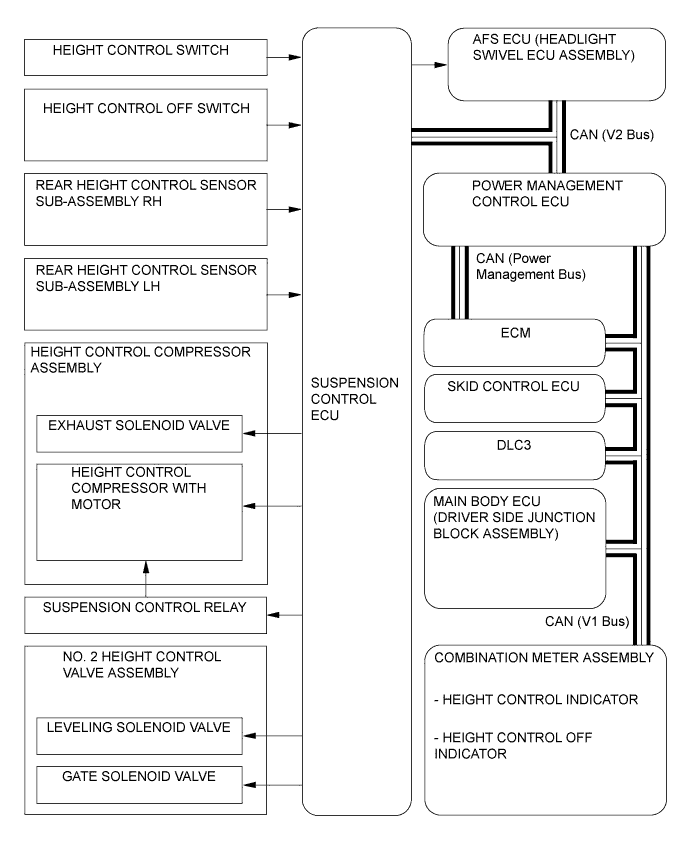 HEIGHT CONTROL SWITCH
HEIGHT CONTROL OFF SWITCH
REAR HEIGHT CONTROL SENSOR
SUB-ASSEMBLY RH
REAR HEIGHT CONTROL SENSOR
SUB-ASSEMBLY LH
HEIGHT CONTROL COMPRESSOR
ASSEMBLY
EXHAUST SOLENOID VALVE
HEIGHT CONTROL
COMPRESSOR WITH
MOTOR
SUSPENSION CONTROL RELAY
NO. 2 HEIGHT CONTROL
VALVE ASSEMBLY
LEVELING SOLENOID VALVE
GATE SOLENOID VALVE
SUSPENSION
CONTROL
ECU
AFS ECU (HEADLIGHT
SWIVEL ECU ASSEMBLY)
CAN (V2 Bus)
POWER MANAGEMENT
CONTROL ECU
CAN (Power
Management Bus)
ECM
SKID CONTROL ECU
DLC3
MAIN BODY ECU
(DRIVER SIDE JUNCTION
BLOCK ASSEMBLY)
CAN (V1 Bus)
COMBINATION METER ASSEMBLY
- HEIGHT CONTROL INDICATOR
- HEIGHT CONTROL OFF
INDICATOR